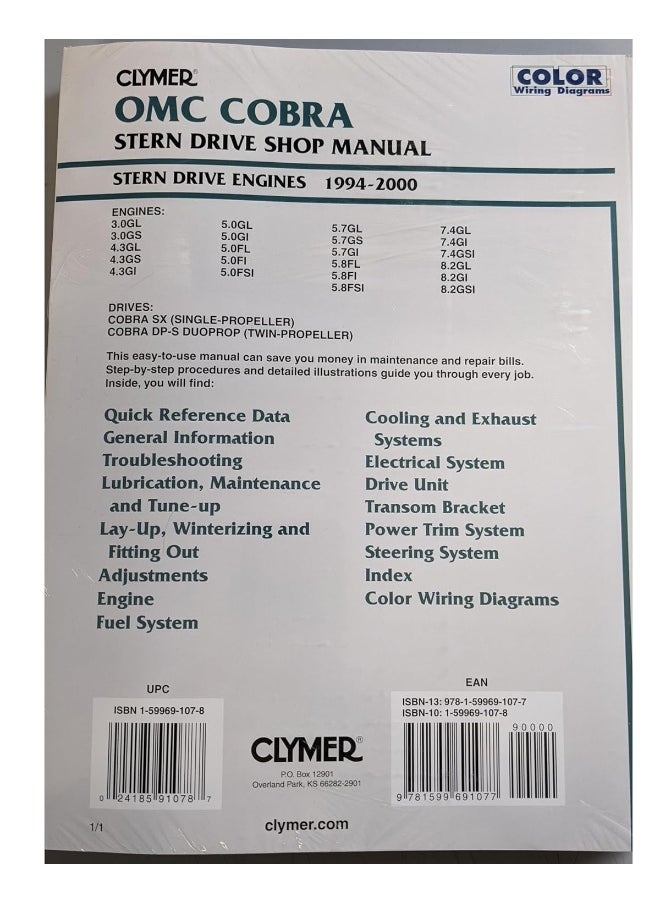 CLYMER®
COLOR
Wiring Diagrams
OMC COBRA
STERN DRIVE SHOP MANUAL
STERN DRIVE ENGINES 1994-2000
ENGINES:
3.0GL
3.0GS
4.3GL
4.3GS
4.3GI
5.0GL
5.0GI
5.0FL
5.0FI
5.0FSI
5.7GL
5.7GS
5.7GI
5.8FL
5.8FI
5.8FSI
7.4GL
7.4GI
7.4GSI
8.2GL
8.2GI
8.2GSI
DRIVES:
COBRA SX (SINGLE-PROPELLER)
COBRA DP-S DUOPROP (TWIN-PROPELLER)
This easy-to-use manual can save you money in maintenance and repair bills.
Step-by-step procedures and detailed illustrations guide you through every job.
Inside, you will find:
Quick Reference Data
General Information
Troubleshooting
Lubrication, Maintenance
and Tune-up
Lay-Up, Winterizing and
Fitting Out
Adjustments
Engine
Fuel System
Cooling and Exhaust
Systems
Electrical System
Drive Unit
Transom Bracket
Power Trim System
Steering System
Index
Color Wiring Diagrams
UPC
ISBN 1-59969-107-8
0 24185 91078 7
1/1
CLYMER®
P.O. Box 12901
Overland Park, KS 66282-2901
clymer.com
EAN
ISBN-13: 978-1-59969-107-7
ISBN-10: 1-59969-107-8
90000
9 781599 691077